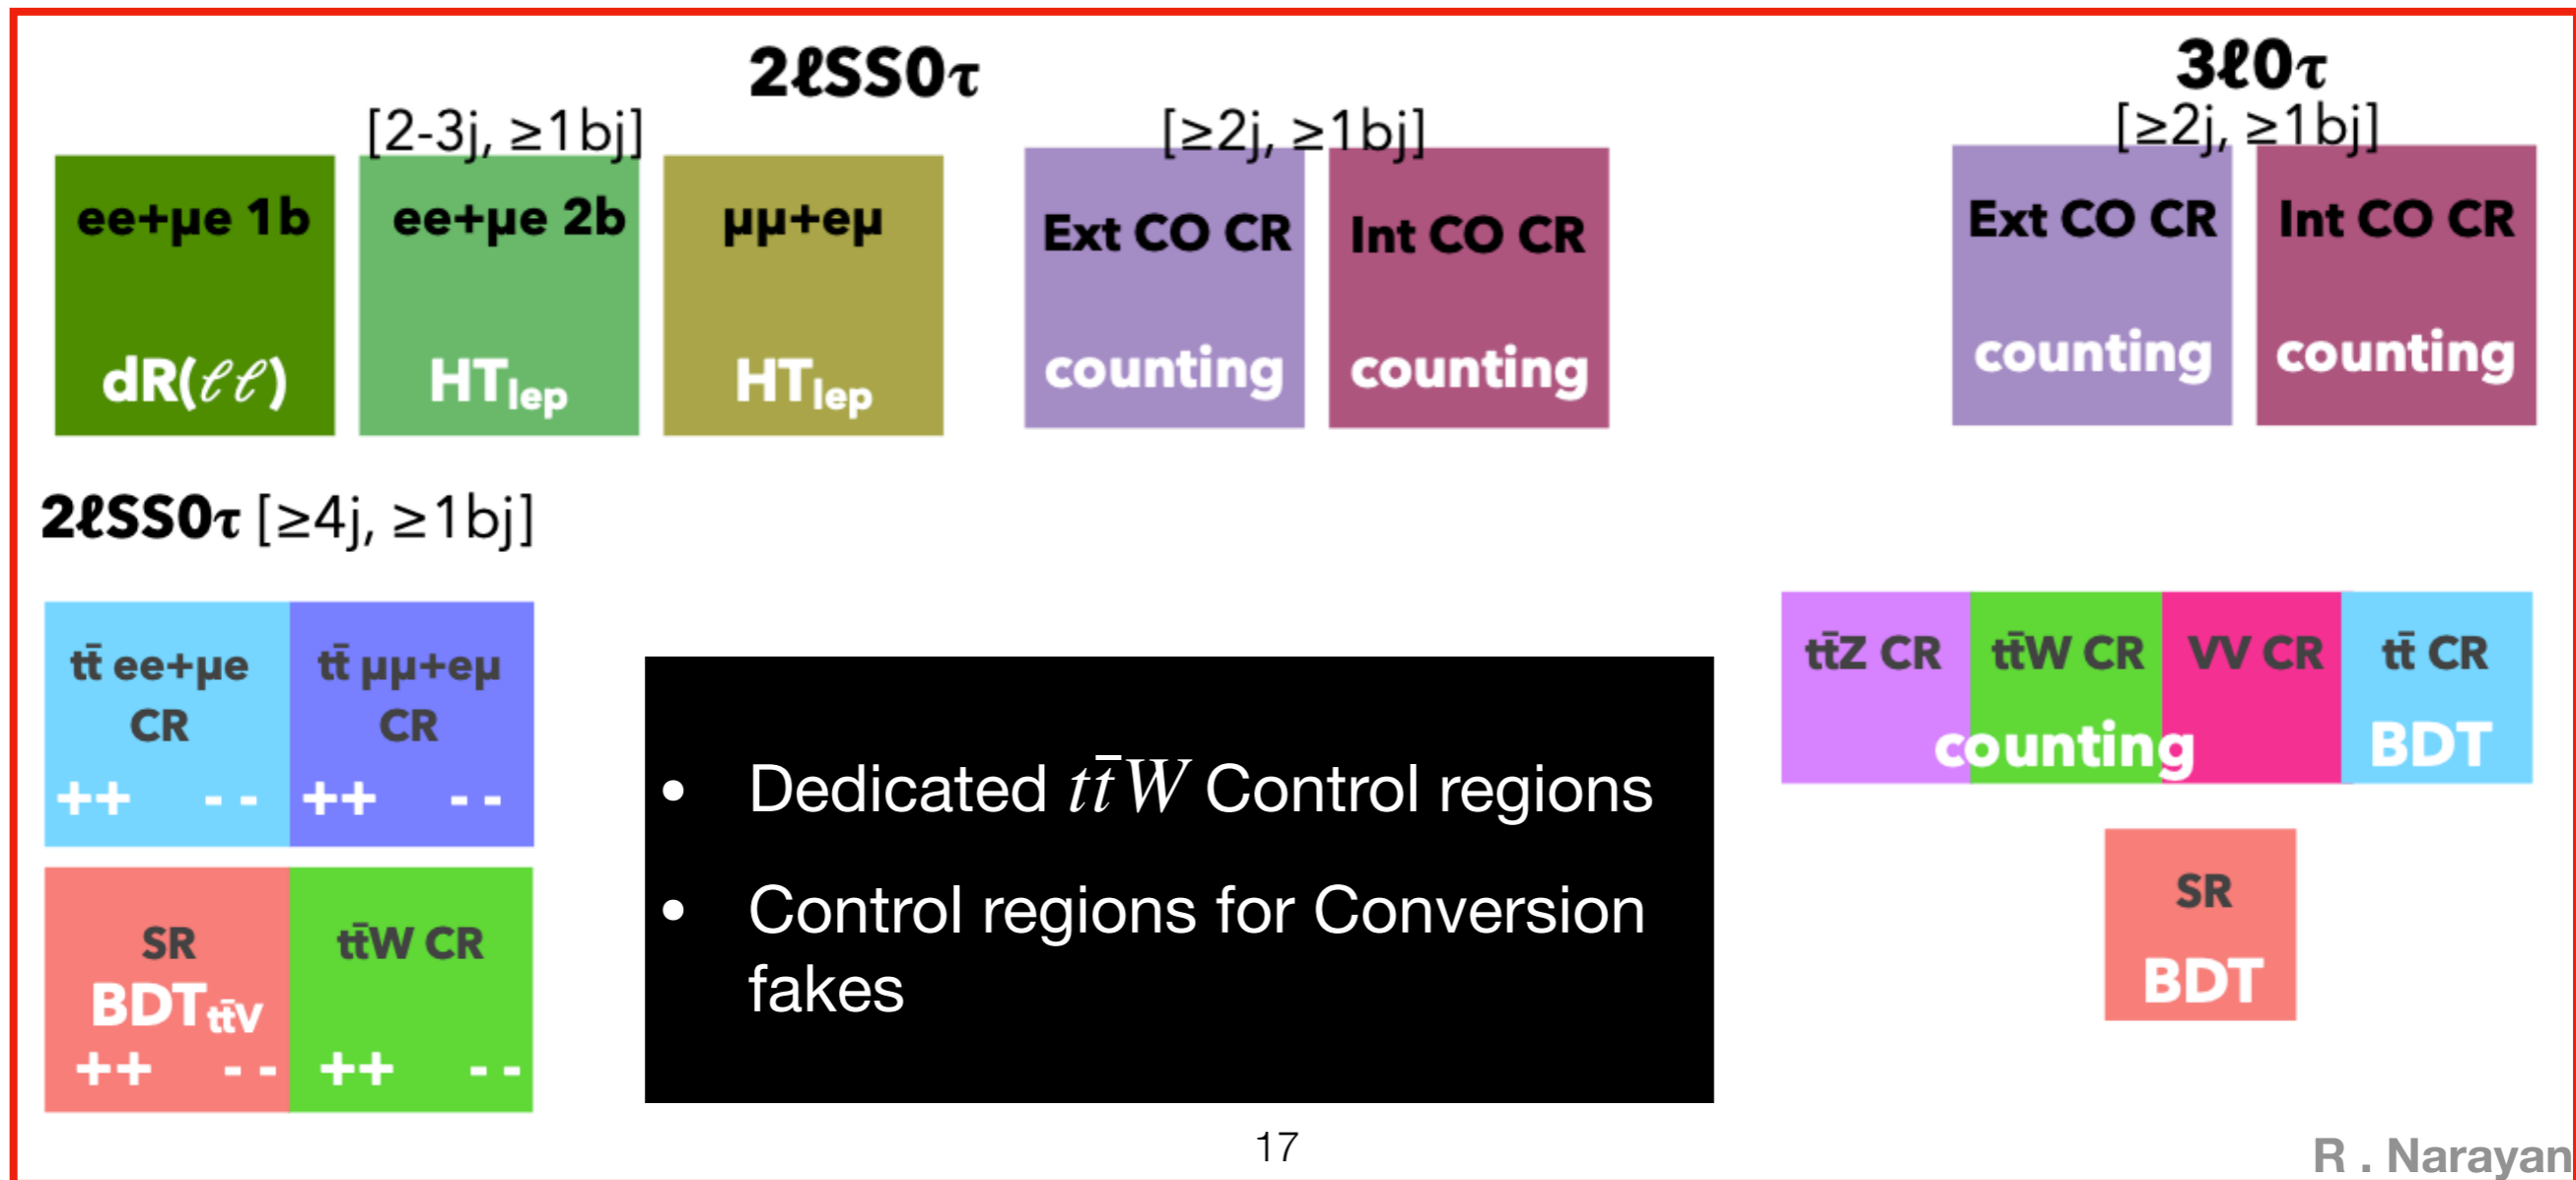 2ℓSS0τ
[2-3j, ≥1bj]
[≥2j, ≥1bj]
3ℓ0τ
[≥2j, ≥1bj]
ee+μe 1b
dR(ℓℓ)
ee+μe 2b
HTlep
μμ+eμ
HTlep
Ext CO CR
counting
Int CO CR
counting
Ext CO CR
counting
Int CO CR
counting
2ℓSS0τ [≥4j, ≥1bj]
tt̄ ee+μe
CR
++ --
tt̄ μμ+eμ
CR
++ --
SR
BDTtt̄V
++ --
tt̄W CR
++ --
• Dedicated tt̄W Control regions
• Control regions for Conversion
fakes
tt̄Z CR
tt̄W CR
VV CR
counting
tt̄ CR
BDT
SR
BDT
17
R . Narayan